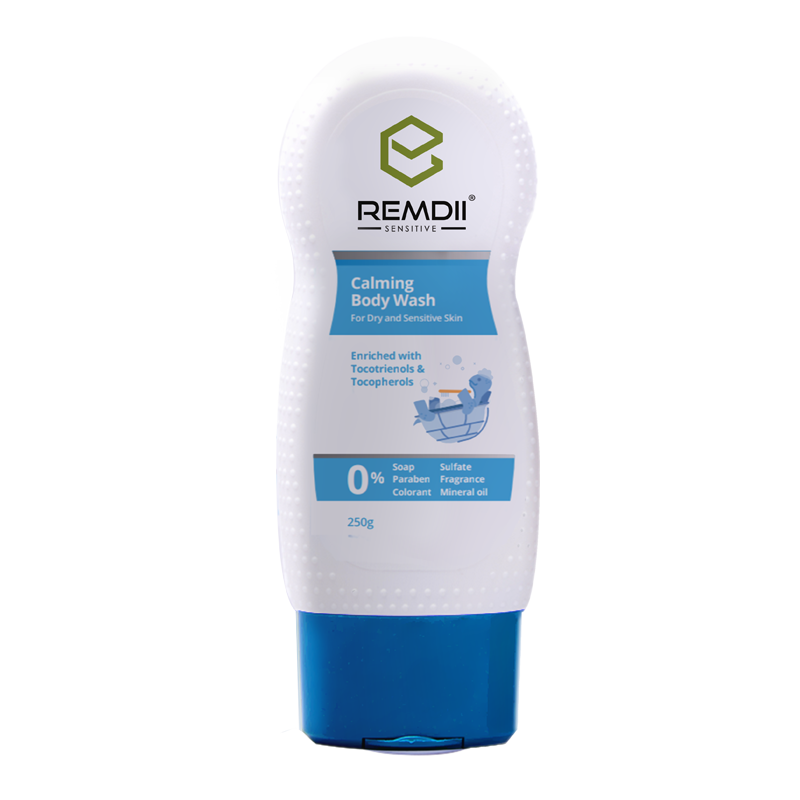 REMDII®
SENSITIVE
Calming
Body Wash
For Dry and Sensitive Skin
Enriched with
Tocotrienols &
Tocopherols
0%
Soap Sulfate
Paraben Fragrance
Colorant Mineral oil
250g